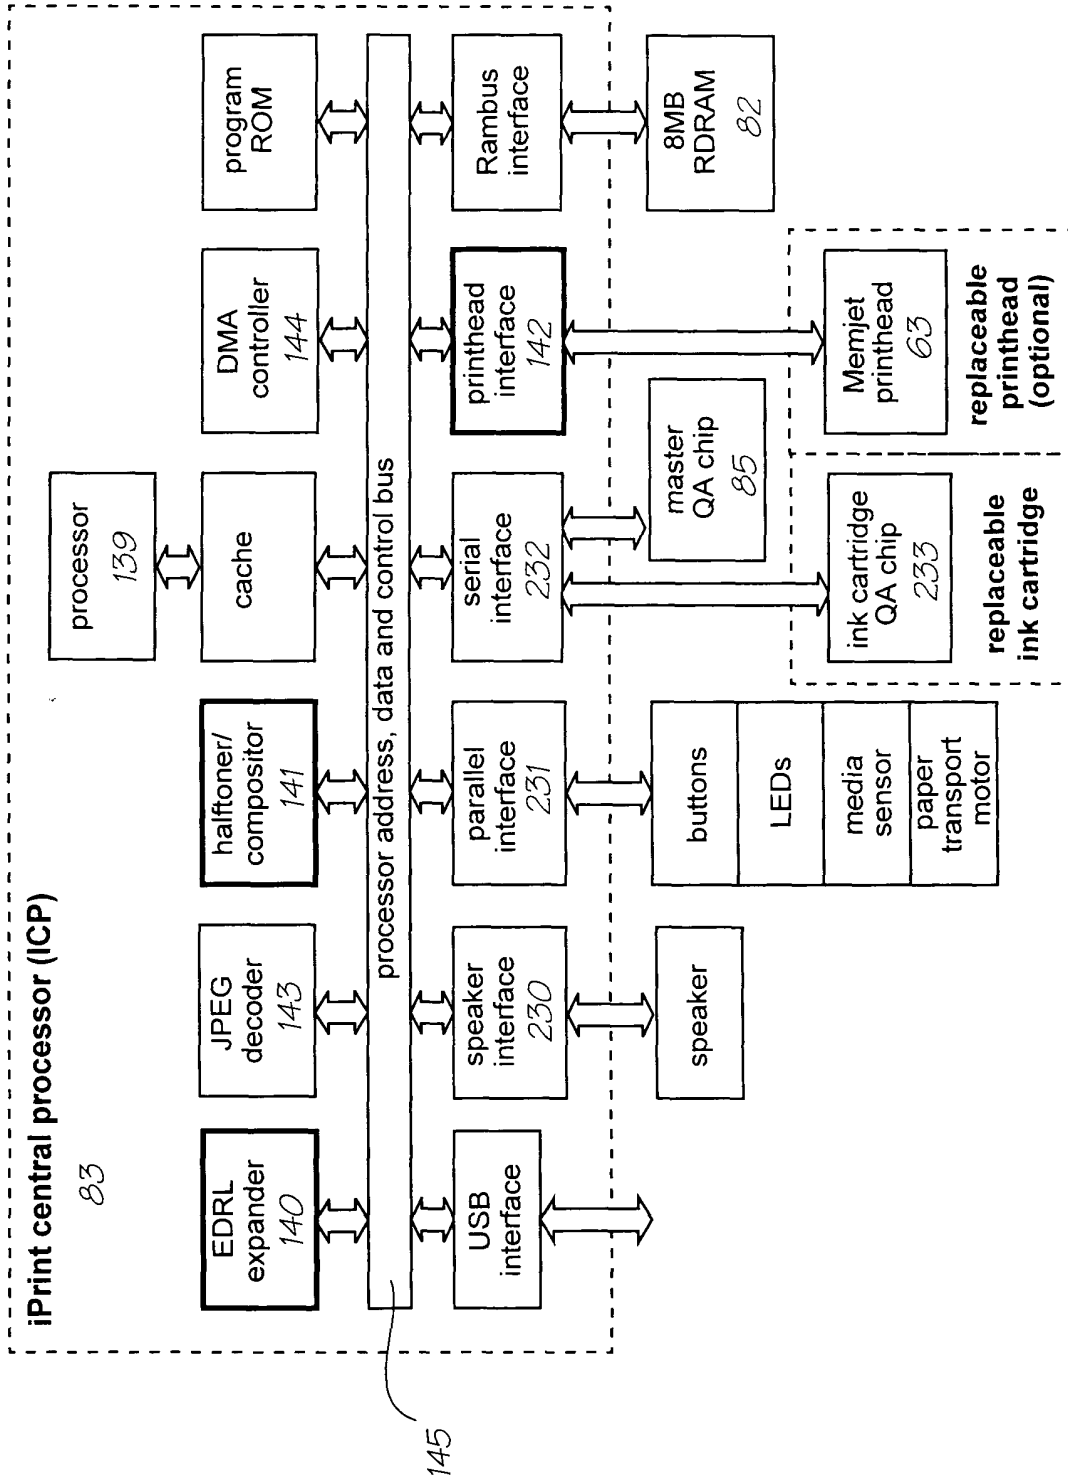 iPrint central processor (ICP)
83
processor
139
EDRL
expander
140
JPEG
decoder
143
halftoner/
compositor
141
cache
DMA
controller
144
program
ROM
processor address, data and control bus
145
USB
interface
speaker
interface
230
parallel
interface
231
serial
interface
232
printhead
interface
142
Rambus
interface
speaker
buttons
LEDs
media
sensor
paper
transport
motor
master
QA chip
85
8MB
RDRAM
82
ink cartridge
QA chip
233
replaceable
ink cartridge
Memjet
printhead
63
replaceable
printhead
(optional)